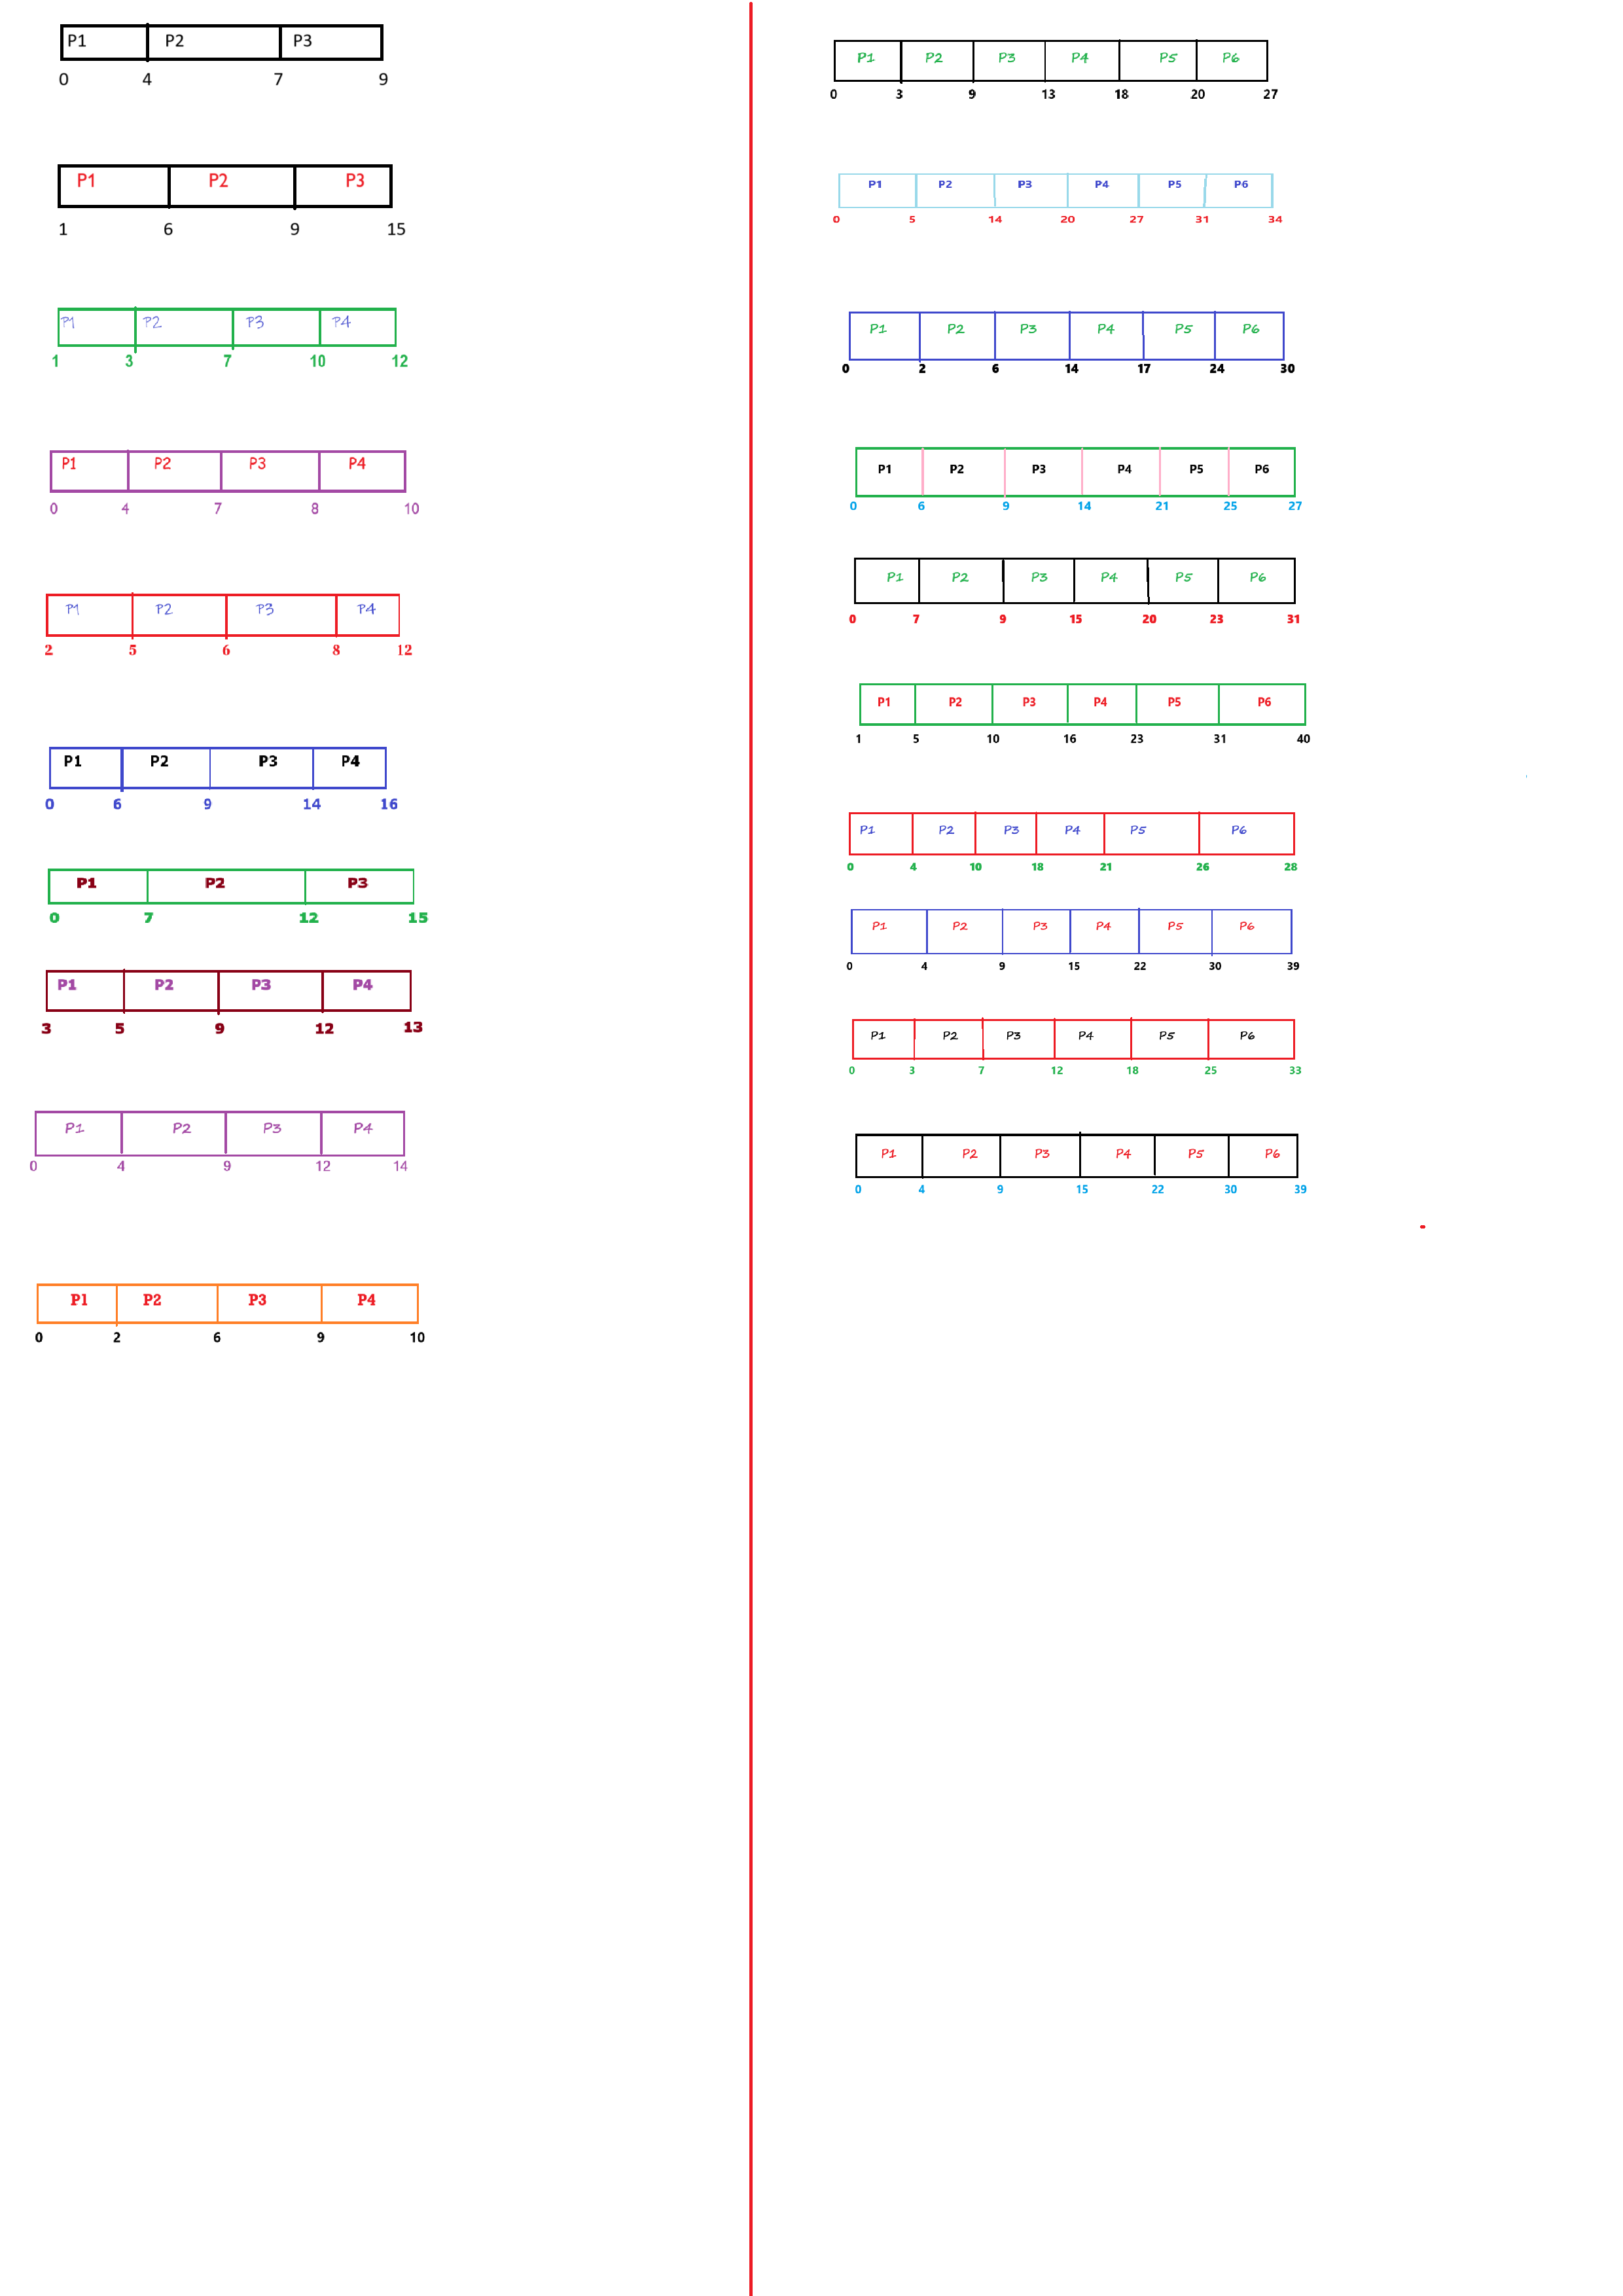 P1 P2 P3
0 4 7 9
P1 P2 P3
1 6 9 15
P1 P2 P3 P4
1 3 7 10 12
P1 P2 P3 P4
0 4 7 8 10
P1 P2 P3 P4
2 5 6 8 12
P1 P2 P3 P4
0 6 9 14 16
P1 P2 P3
0 7 12 15
P1 P2 P3 P4
3 5 9 12 13
P1 P2 P3 P4
0 4 9 12 14
P1 P2 P3 P4
0 2 6 9 10
P1 P2 P3 P4 P5 P6
0 3 9 13 18 20 27
P1 P2 P3 P4 P5 P6
0 5 14 20 27 31 34
P1 P2 P3 P4 P5 P6
0 2 6 14 17 24 30
P1 P2 P3 P4 P5 P6
0 6 9 14 21 25 27
P1 P2 P3 P4 P5 P6
0 7 9 15 20 23 31
P1 P2 P3 P4 P5 P6
1 5 10 16 23 31 40
P1 P2 P3 P4 P5 P6
0 4 10 18 21 26 28
P1 P2 P3 P4 P5 P6
0 4 9 15 22 30 39
P1 P2 P3 P4 P5 P6
0 3 7 12 18 25 33
P1 P2 P3 P4 P5 P6
0 4 9 15 22 30 39